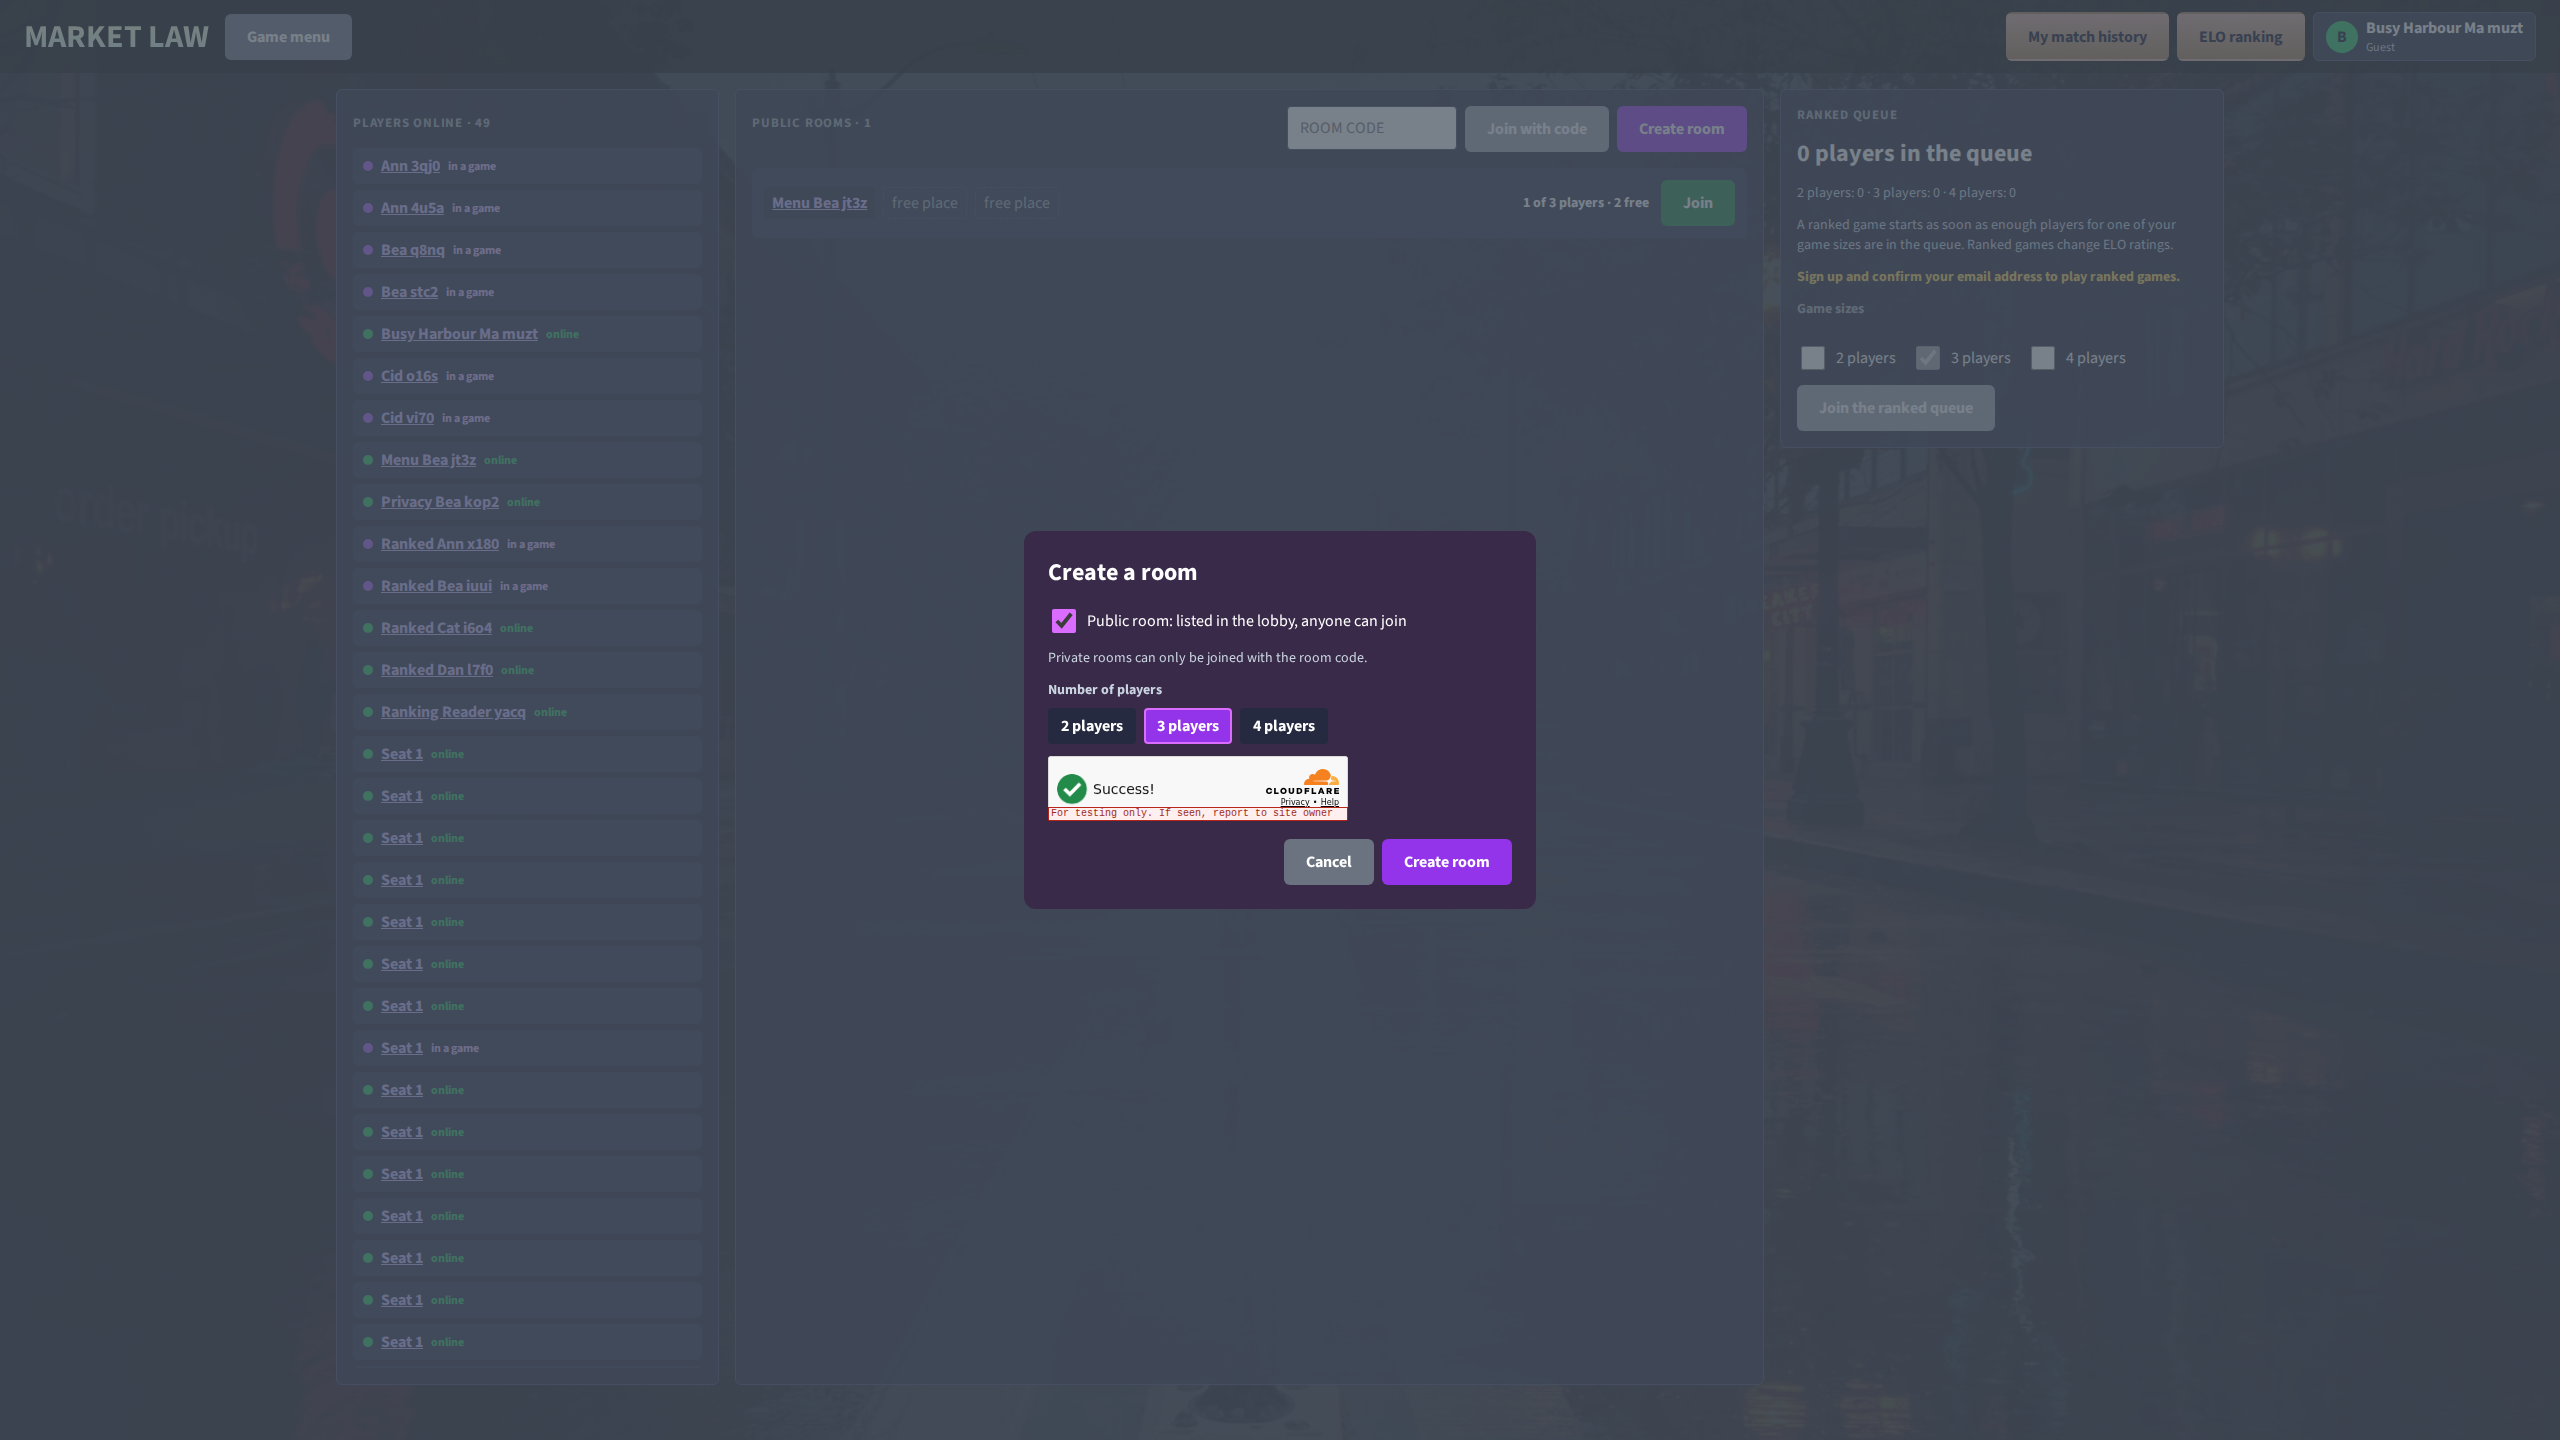 MARKET LAW
Game menu
My match history
ELO ranking
B
Busy Harbour Ma muzt
Guest
PLAYERS ONLINE · 49
Ann 3qj0 in a game
Ann 4u5a in a game
Bea q8nq in a game
Bea stc2 in a game
Busy Harbour Ma muzt online
Cid o16s in a game
Cid vi70 in a game
Menu Bea jt3z online
Privacy Bea kop2 online
Ranked Ann x180 in a game
Ranked Bea iuui in a game
Ranked Cat i6o4 online
Ranked Dan l7f0 online
Ranking Reader yacq online
Seat 1 online
Seat 1 online
Seat 1 online
Seat 1 online
Seat 1 online
Seat 1 online
Seat 1 online
Seat 1 in a game
Seat 1 online
Seat 1 online
Seat 1 online
Seat 1 online
Seat 1 online
Seat 1 online
Seat 1 online
PUBLIC ROOMS · 1
ROOM CODE
Join with code
Create room
Menu Bea jt3z free place free place
1 of 3 players · 2 free
Join
RANKED QUEUE
0 players in the queue
2 players: 0 · 3 players: 0 · 4 players: 0
A ranked game starts as soon as enough players for one of your
game sizes are in the queue. Ranked games change ELO ratings.
Sign up and confirm your email address to play ranked games.
Game sizes
2 players 3 players 4 players
Join the ranked queue
order pickup
Create a room
Public room: listed in the lobby, anyone can join
Private rooms can only be joined with the room code.
Number of players
2 players 3 players 4 players
Success!
CLOUDFLARE
Privacy • Help
For testing only. If seen, report to site owner
Cancel
Create room